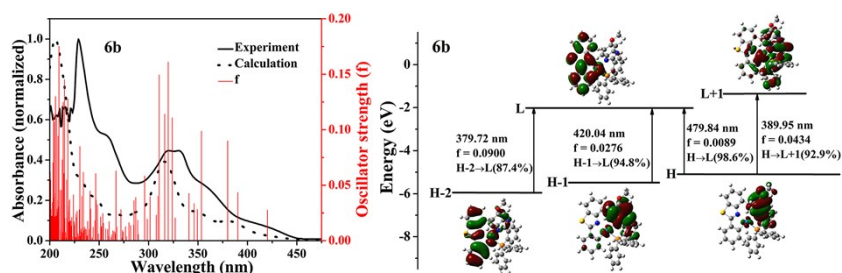 6b
Experiment
Calculation
f
Absorbance (normalized)
1.0
0.8
0.6
0.4
0.2
0.0
200 250 300 350 400 450
Wavelength (nm)
0.20
0.15
0.10
0.05
0.00
Oscillator strength (f)
6b
Energy (eV)
0
-2
-4
-6
-8
L
L+1
379.72 nm
f = 0.0900
H-2→L(87.4%)
420.04 nm
f = 0.0276
H-1→L(94.8%)
479.84 nm
f = 0.0089
H→L(98.6%)
389.95 nm
f = 0.0434
H→L+1(92.9%)
H-2
H-1
H